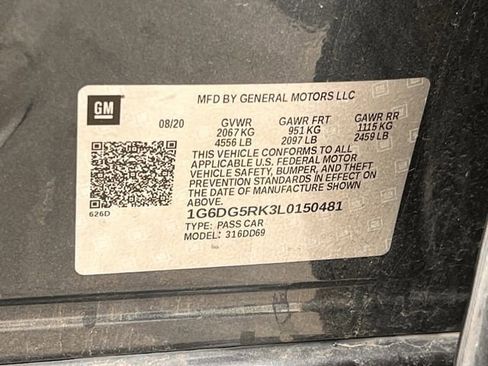 GM
MFD BY GENERAL MOTORS LLC
08/20 GVWR GAWR FRT GAWR RR
2067 KG 951 KG 1115 KG
4556 LB 2097 LB 2459 LB
THIS VEHICLE CONFORMS TO ALL
APPLICABLE U.S. FEDERAL MOTOR
VEHICLE SAFETY, BUMPER, AND THEFT
PREVENTION STANDARDS IN EFFECT ON
THE DATE OF MANUFACTURE SHOWN
ABOVE.
626D
1G6DG5RK3L0150481
TYPE: PASS CAR
MODEL: 316DD69